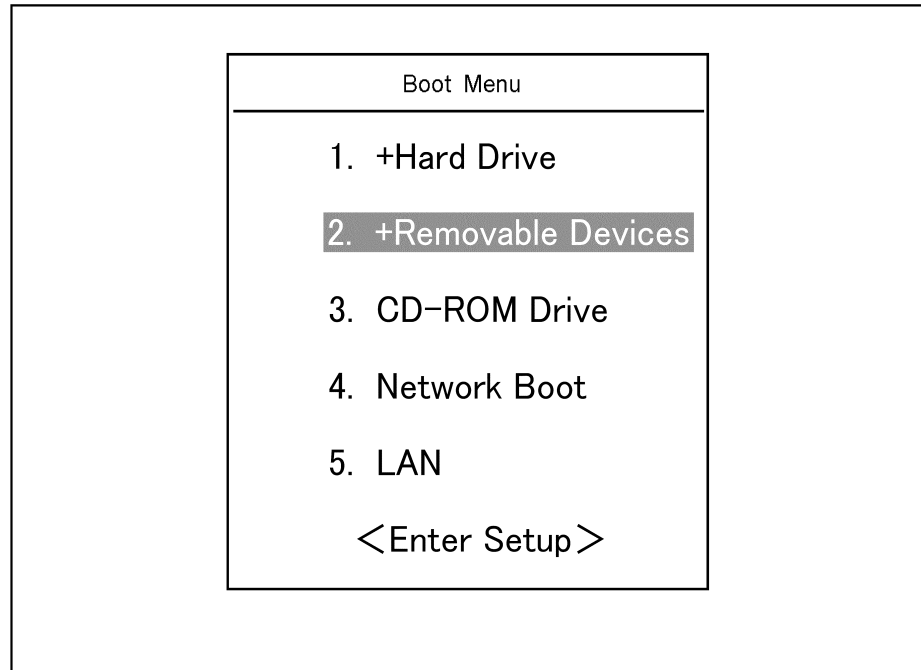 Boot Menu
1. +Hard Drive
2. +Removable Devices
3. CD-ROM Drive
4. Network Boot
5. LAN
<Enter Setup>